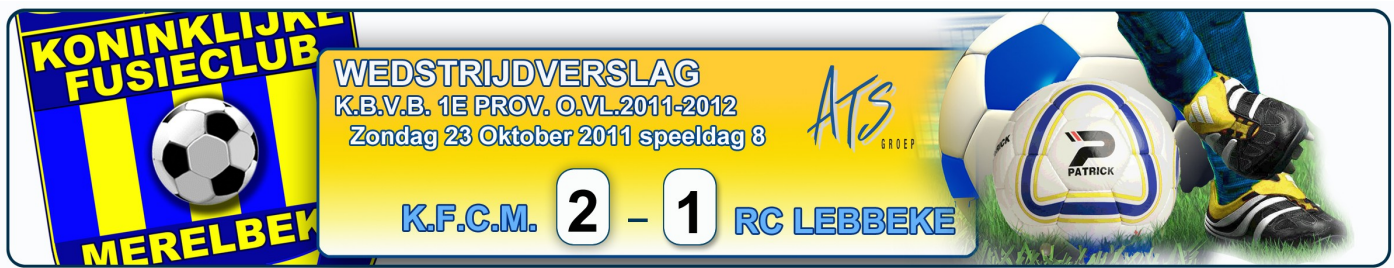 KONINKLIJKE
FUSIECLUB
MERELBEK
WEDSTRIJDVERSLAG
K.B.V.B. 1E PROV. O.VL.2011-2012
Zondag 23 Oktober 2011 speeldag 8
ATS
GROEP
K.F.C.M. 2 – 1 RC LEBBEKE
PATRICK